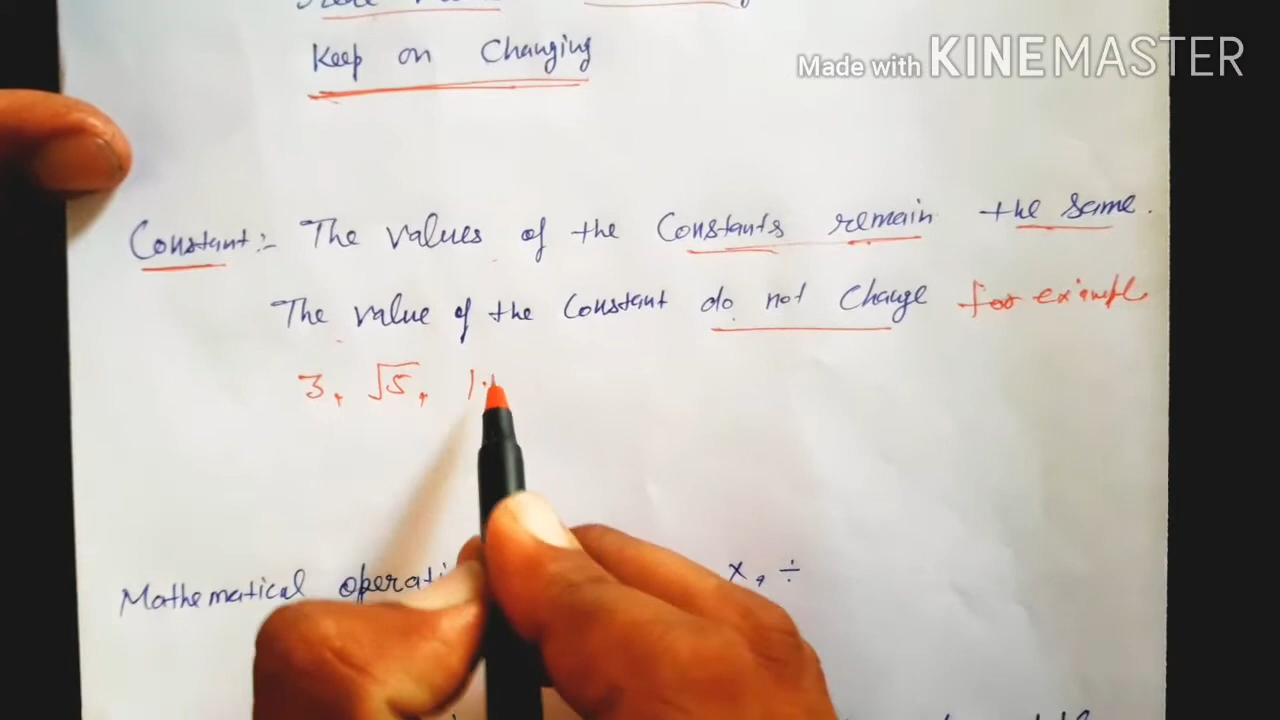 Keep on Changing
Made with KINEMASTER
Constant:- The values of the Constants remain the same.
The value of the Constant do not Change for example
3, √5, 1.
Mathematical x, ÷